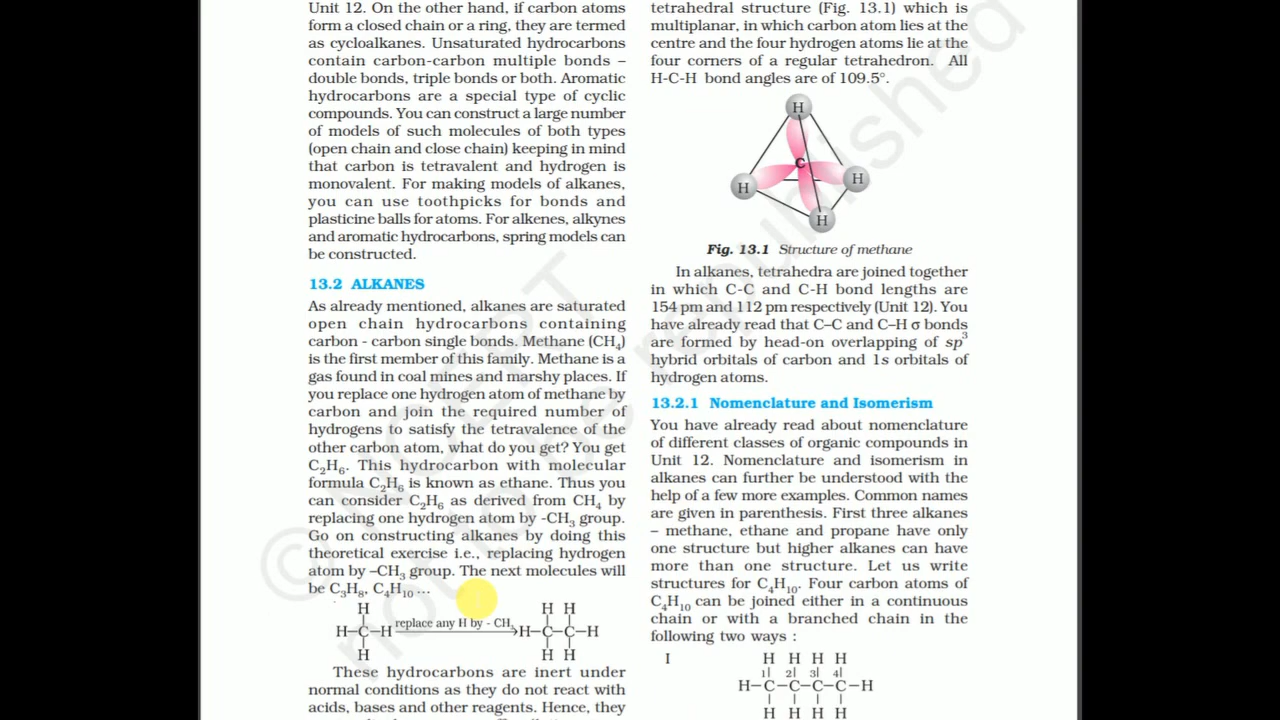 Unit 12. On the other hand, if carbon atoms
form a closed chain or a ring, they are termed
as cycloalkanes. Unsaturated hydrocarbons
contain carbon-carbon multiple bonds –
double bonds, triple bonds or both. Aromatic
hydrocarbons are a special type of cyclic
compounds. You can construct a large number
of models of such molecules of both types
(open chain and close chain) keeping in mind
that carbon is tetravalent and hydrogen is
monovalent. For making models of alkanes,
you can use toothpicks for bonds and
plasticine balls for atoms. For alkenes, alkynes
and aromatic hydrocarbons, spring models can
be constructed.
13.2 ALKANES
As already mentioned, alkanes are saturated
open chain hydrocarbons containing
carbon - carbon single bonds. Methane (CH₄)
is the first member of this family. Methane is a
gas found in coal mines and marshy places. If
you replace one hydrogen atom of methane by
carbon and join the required number of
hydrogens to satisfy the tetravalence of the
other carbon atom, what do you get? You get
C₂H₆. This hydrocarbon with molecular
formula C₂H₆ is known as ethane. Thus you
can consider C₂H₆ as derived from CH₄ by
replacing one hydrogen atom by -CH₃ group.
Go on constructing alkanes by doing this
theoretical exercise i.e., replacing hydrogen
atom by –CH₃ group. The next molecules will
be C₃H₈, C₄H₁₀ ...
H H H
H–C–H replace any H by - CH₃ H–C–C–H
H H H
These hydrocarbons are inert under
normal conditions as they do not react with
acids, bases and other reagents. Hence, they
tetrahedral structure (Fig. 13.1) which is
multiplanar, in which carbon atom lies at the
centre and the four hydrogen atoms lie at the
four corners of a regular tetrahedron. All
H-C-H bond angles are of 109.5°.
H
C
H H
H
Fig. 13.1 Structure of methane
In alkanes, tetrahedra are joined together
in which C-C and C-H bond lengths are
154 pm and 112 pm respectively (Unit 12). You
have already read that C–C and C–H σ bonds
are formed by head-on overlapping of sp³
hybrid orbitals of carbon and 1s orbitals of
hydrogen atoms.
13.2.1 Nomenclature and Isomerism
You have already read about nomenclature
of different classes of organic compounds in
Unit 12. Nomenclature and isomerism in
alkanes can further be understood with the
help of a few more examples. Common names
are given in parenthesis. First three alkanes
– methane, ethane and propane have only
one structure but higher alkanes can have
more than one structure. Let us write
structures for C₄H₁₀. Four carbon atoms of
C₄H₁₀ can be joined either in a continuous
chain or with a branched chain in the
following two ways :
I H H H H
1 2 3 4
H–C–C–C–C–H
H H H H
© NCERT
not to be republished